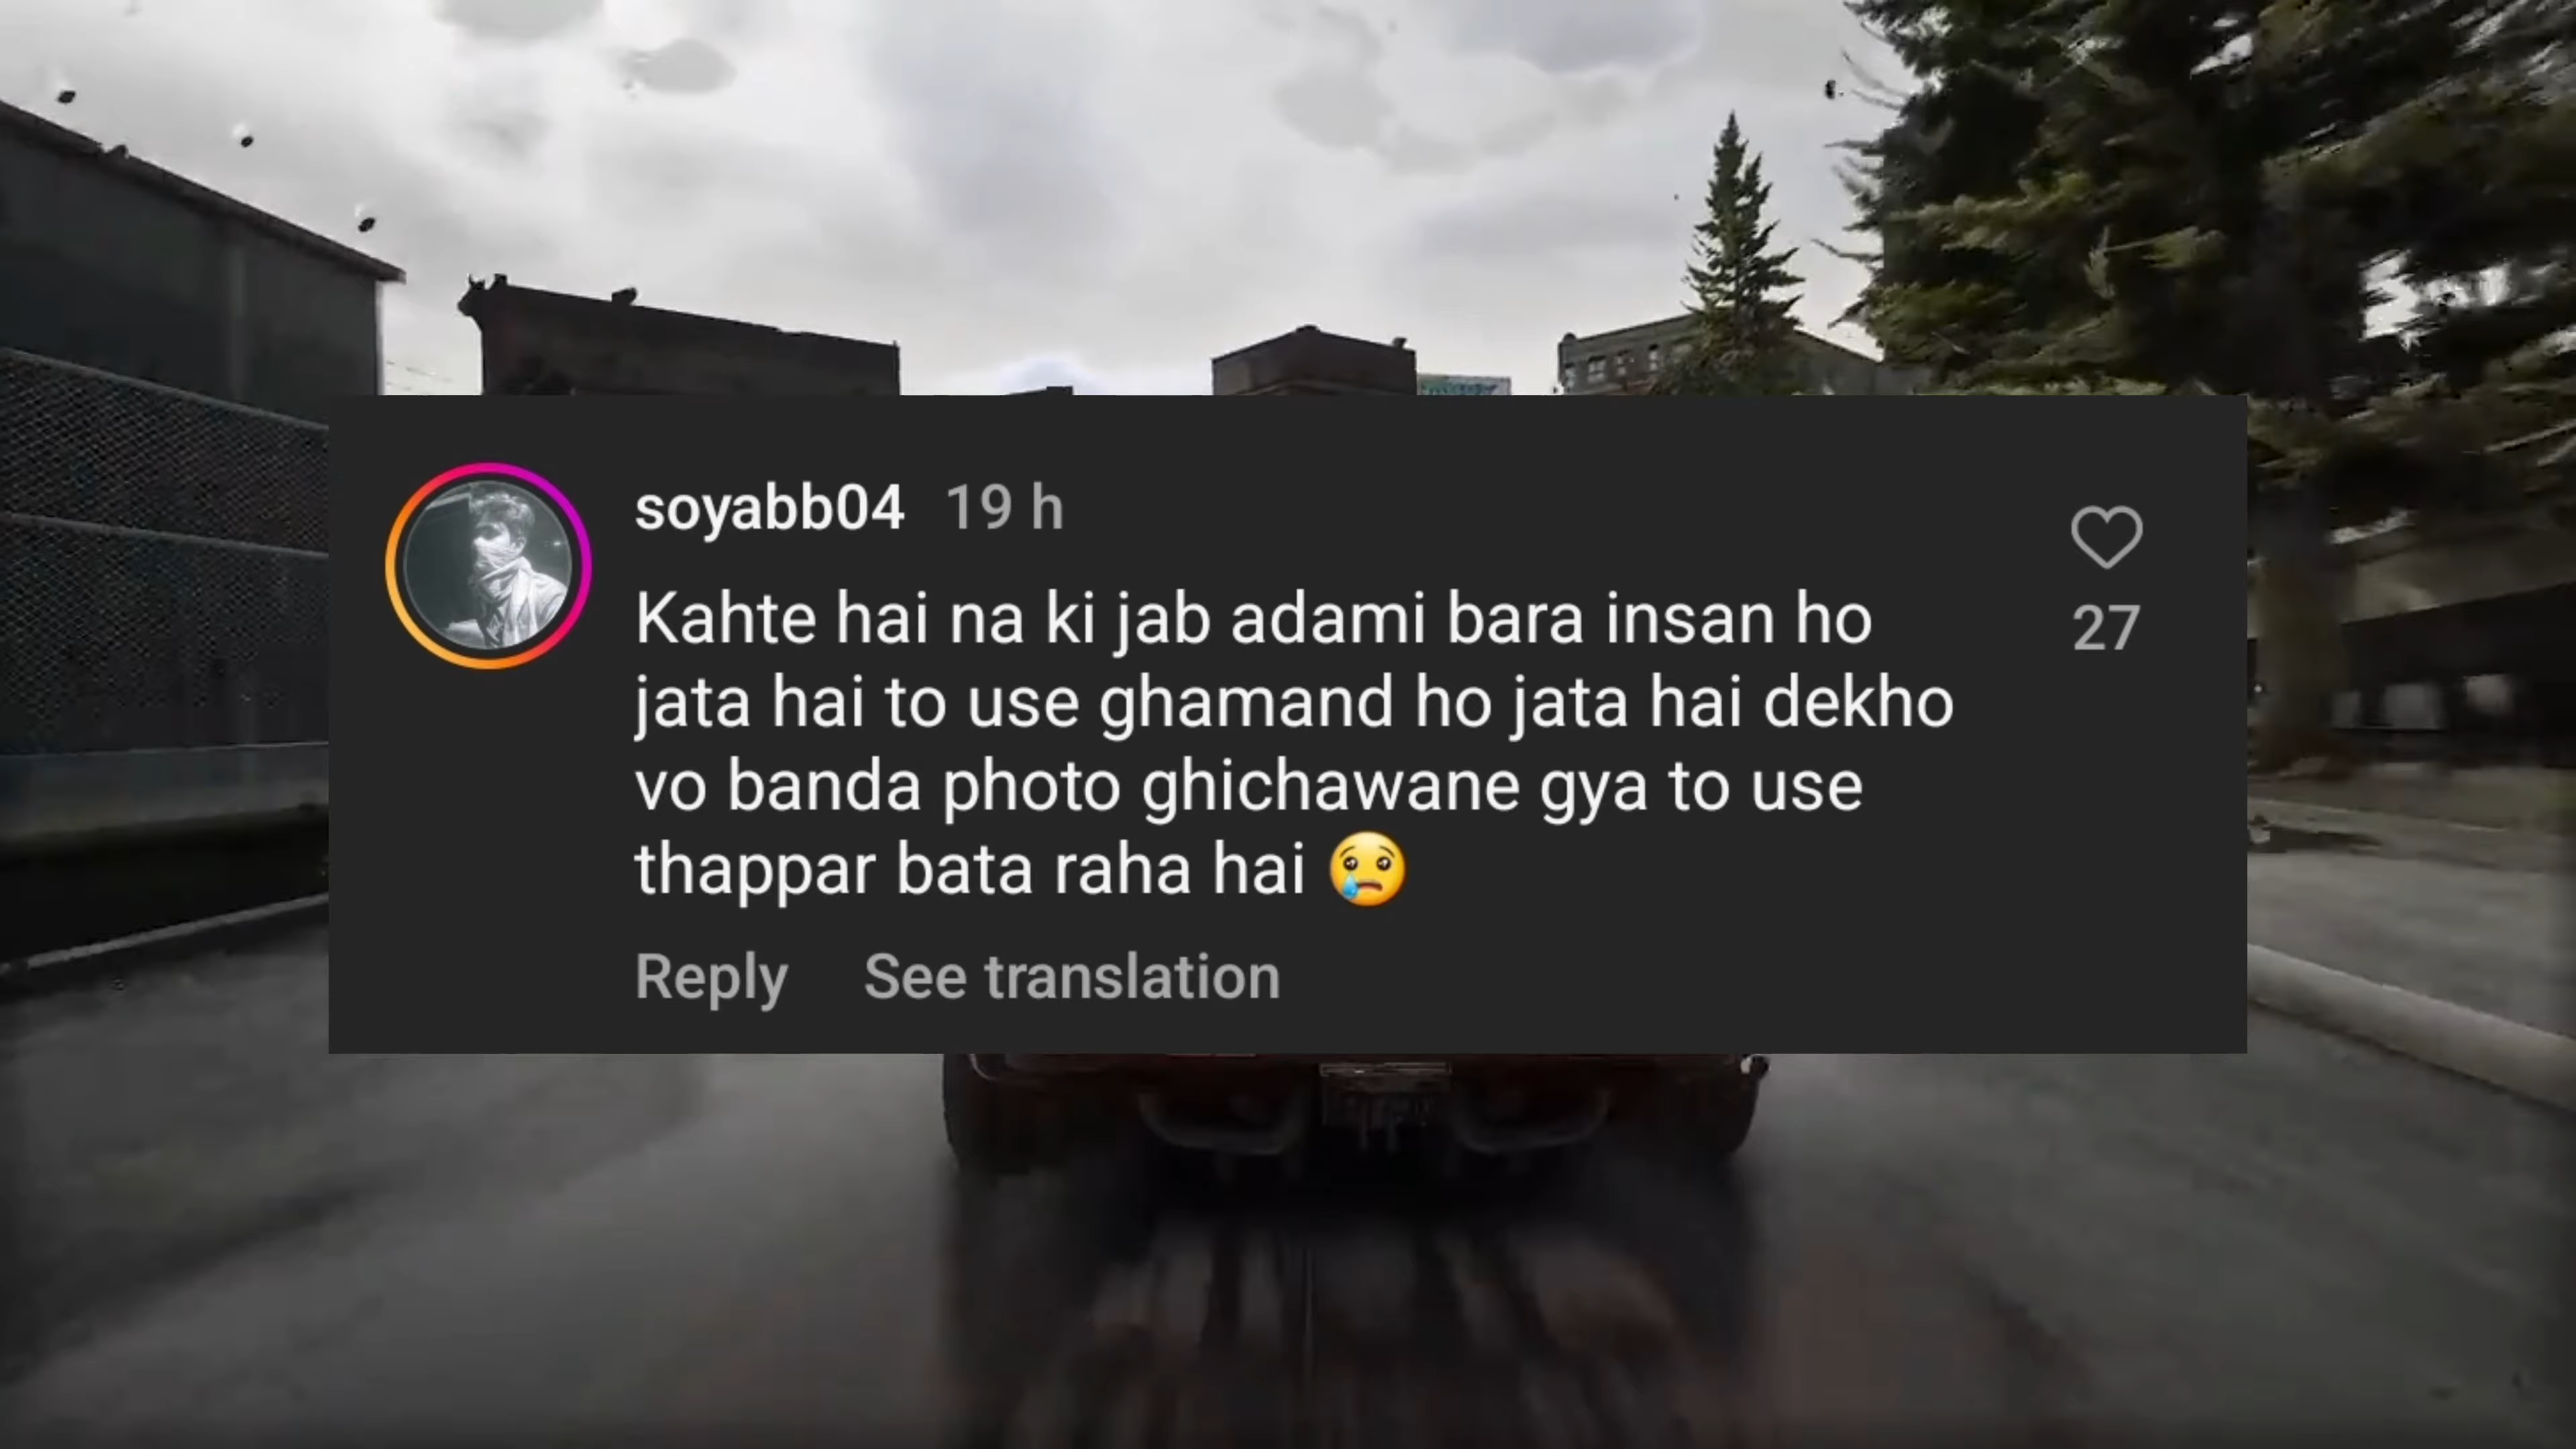 soyabb04 19 h
Kahte hai na ki jab adami bara insan ho
jata hai to use ghamand ho jata hai dekho
vo banda photo ghichawane gya to use
thappar bata raha hai 😢
27
Reply See translation